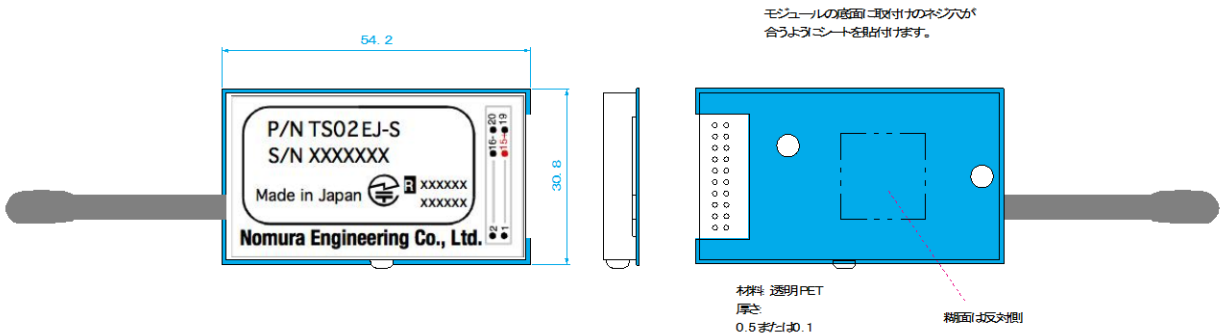 モジュールの底面に取付けのネジ穴が
合うようにシートを貼付けます。
54.2
P/N TS02EJ-S
S/N XXXXXXX
Made in Japan R XXXXXX
XXXXXX
Nomura Engineering Co., Ltd.
16- 20
15+ 19
2
1
30.8
材料: 透明PET
厚さ:
0.5または0.1
糊面は反対側